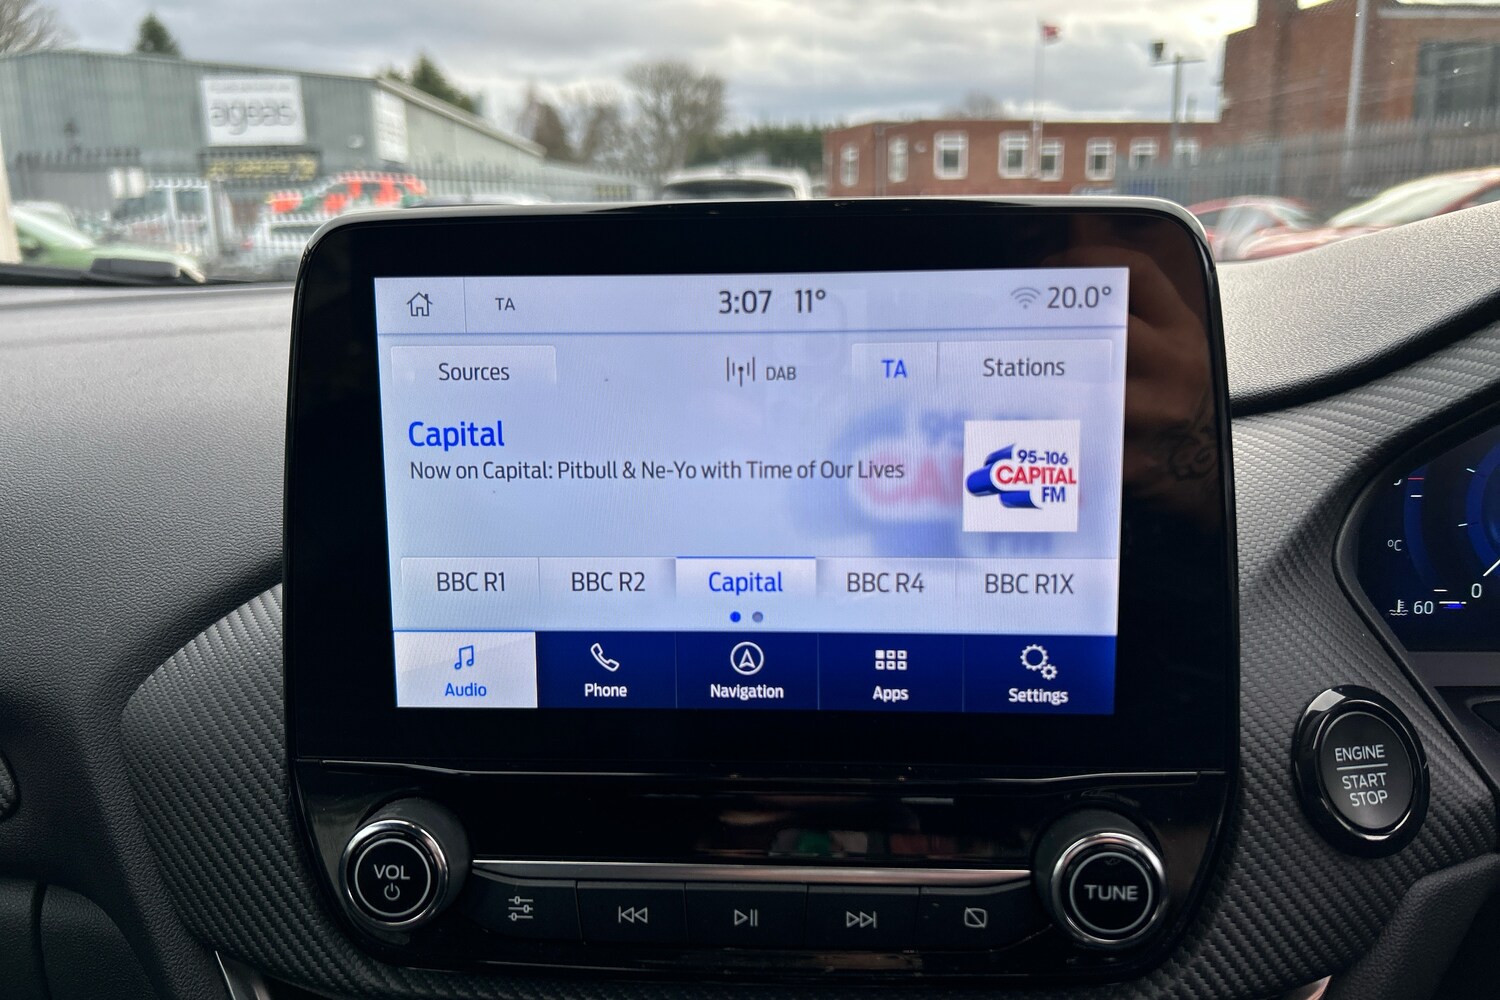 ageas
TA
3:07 11°
20.0°
Sources
DAB
TA
Stations
Capital
Now on Capital: Pitbull & Ne-Yo with Time of Our Lives
95-106
CAPITAL
FM
BBC R1
BBC R2
Capital
BBC R4
BBC R1X
Audio
Phone
Navigation
Apps
Settings
°C
60
0
ENGINE
START
STOP
VOL
TUNE